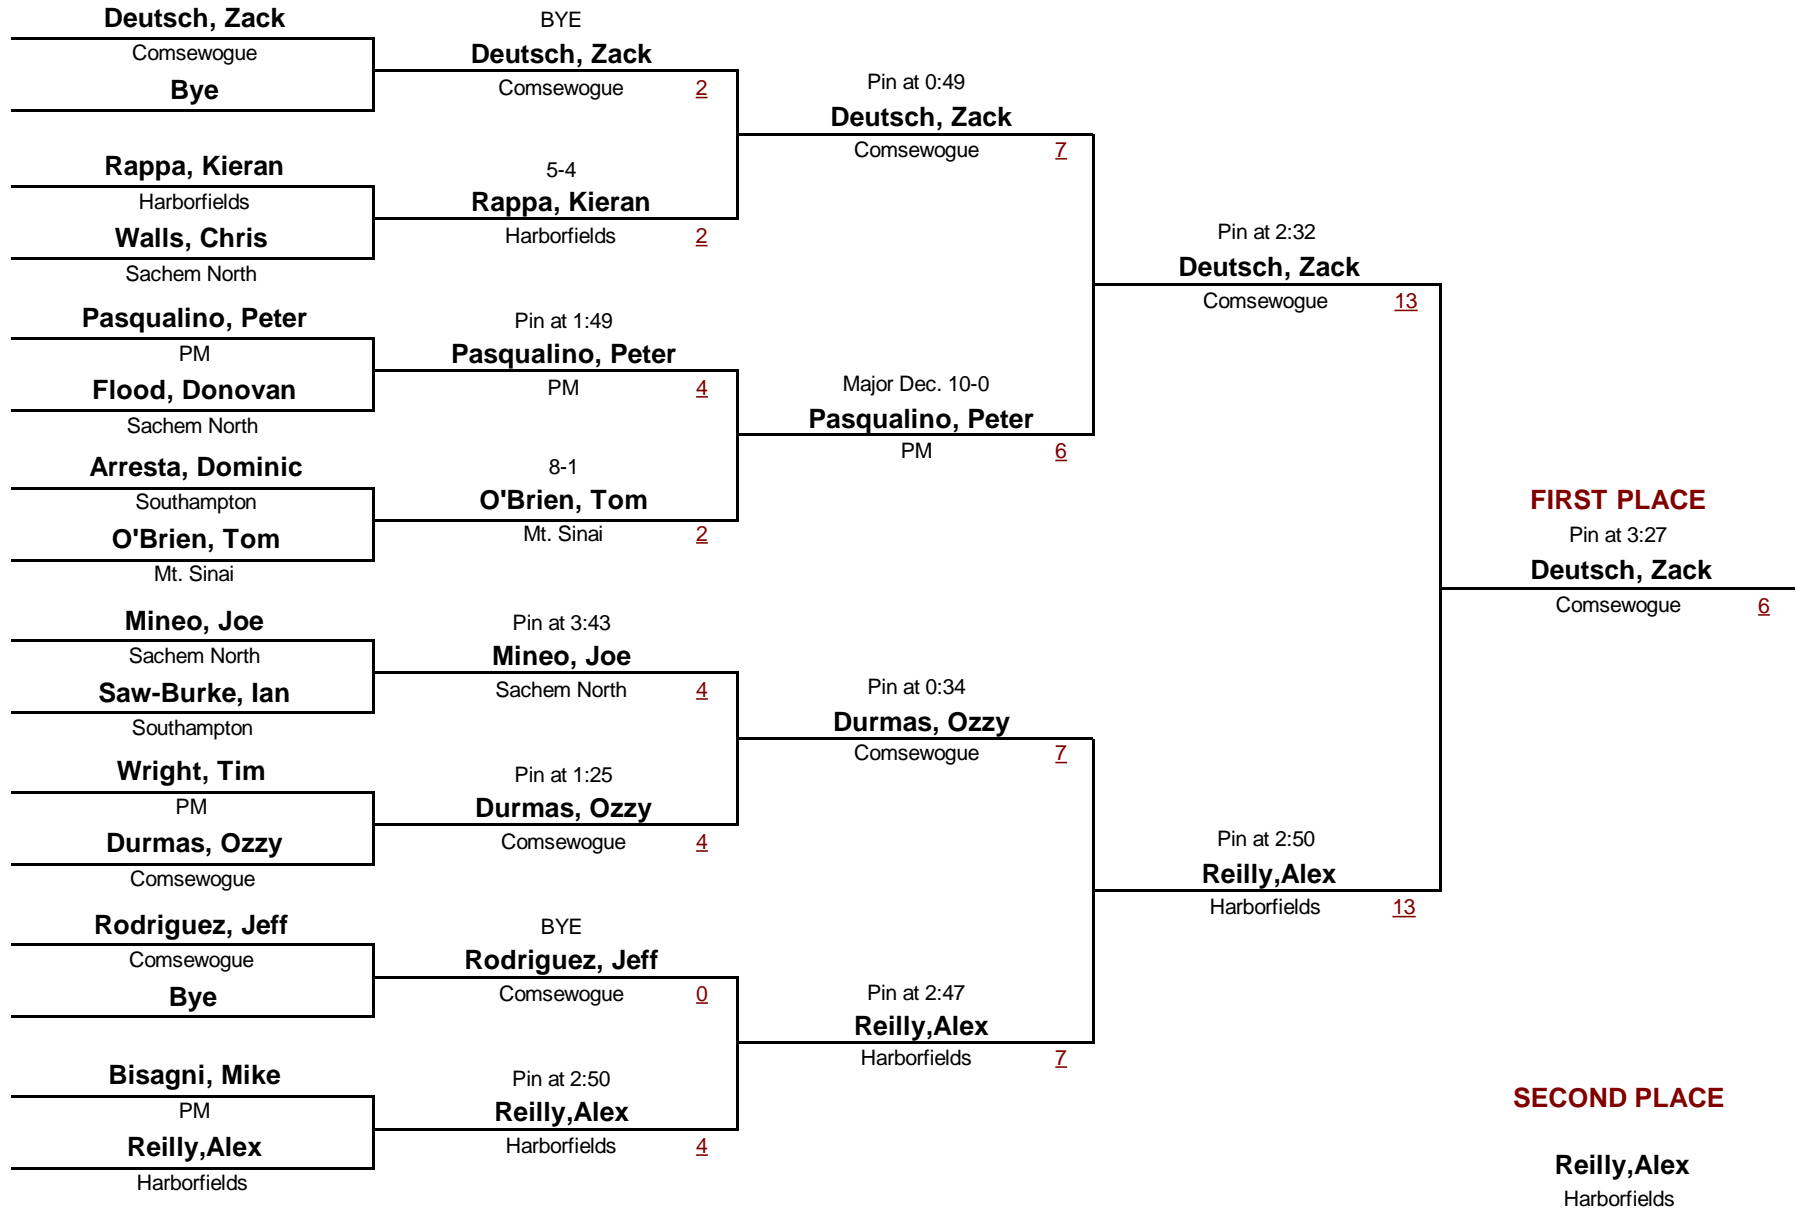 Deutsch, Zack
Comsewogue
Bye
Rappa, Kieran
Harborfields
Walls, Chris
Sachem North
Pasqualino, Peter
PM
Flood, Donovan
Sachem North
Arresta, Dominic
Southampton
O'Brien, Tom
Mt. Sinai
Mineo, Joe
Sachem North
Saw-Burke, Ian
Southampton
Wright, Tim
PM
Durmas, Ozzy
Comsewogue
Rodriguez, Jeff
Comsewogue
Bye
Bisagni, Mike
PM
Reilly,Alex
Harborfields
BYE
Deutsch, Zack
Comsewogue 2
5-4
Rappa, Kieran
Harborfields 2
Pin at 1:49
Pasqualino, Peter
PM 4
8-1
O'Brien, Tom
Mt. Sinai 2
Pin at 3:43
Mineo, Joe
Sachem North 4
Pin at 1:25
Durmas, Ozzy
Comsewogue 4
BYE
Rodriguez, Jeff
Comsewogue 0
Pin at 2:50
Reilly,Alex
Harborfields 4
Pin at 0:49
Deutsch, Zack
Comsewogue 7
Major Dec. 10-0
Pasqualino, Peter
PM 6
Pin at 0:34
Durmas, Ozzy
Comsewogue 7
Pin at 2:47
Reilly,Alex
Harborfields 7
Pin at 2:32
Deutsch, Zack
Comsewogue 13
Pin at 2:50
Reilly,Alex
Harborfields 13
FIRST PLACE
Pin at 3:27
Deutsch, Zack
Comsewogue 6
SECOND PLACE
Reilly,Alex
Harborfields